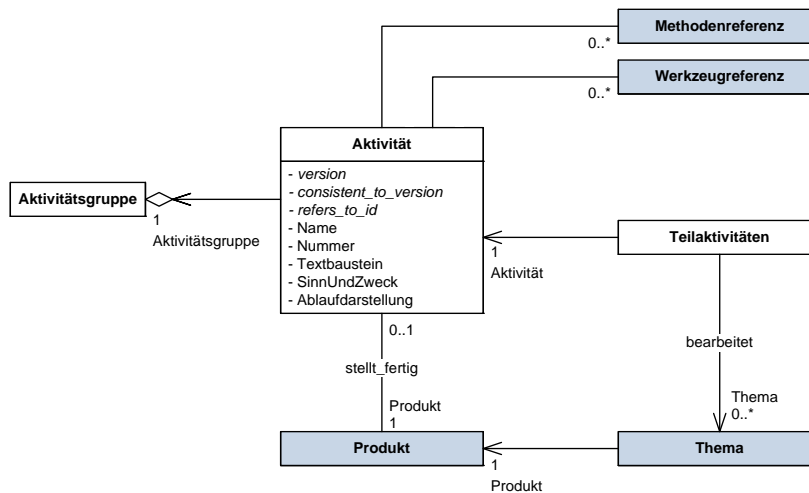 Methodenreferenz
0..*
Werkzeugreferenz
0..*
Aktivität
- version
- consistent_to_version
- refers_to_id
- Name
- Nummer
- Textbaustein
- SinnUndZweck
- Ablaufdarstellung
Aktivitätsgruppe
1
Aktivitätsgruppe
Teilaktivitäten
1
Aktivität
0..1
stellt_fertig
bearbeitet
Produkt
1
Thema
0..*
Produkt
Thema
1
Produkt